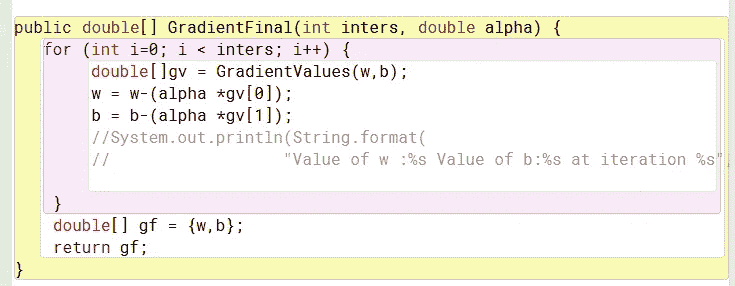 public double[] GradientFinal(int inters, double alpha) {
for (int i=0; i < inters; i++) {
double[]gv = GradientValues(w,b);
w = w-(alpha *gv[0]);
b = b-(alpha *gv[1]);
//System.out.println(String.format(
// "Value of w :%s Value of b:%s at iteration %s",
}
double[] gf = {w,b};
return gf;
}